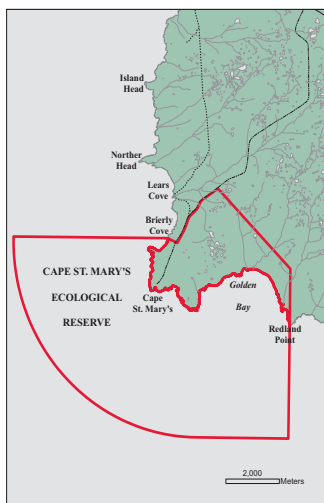 Island
Head
Norther
Head
Lears
Cove
Brierly
Cove
CAPE ST. MARY'S
ECOLOGICAL
RESERVE
Cape
St. Mary's
Golden
Bay
Redland
Point
2,000
Meters